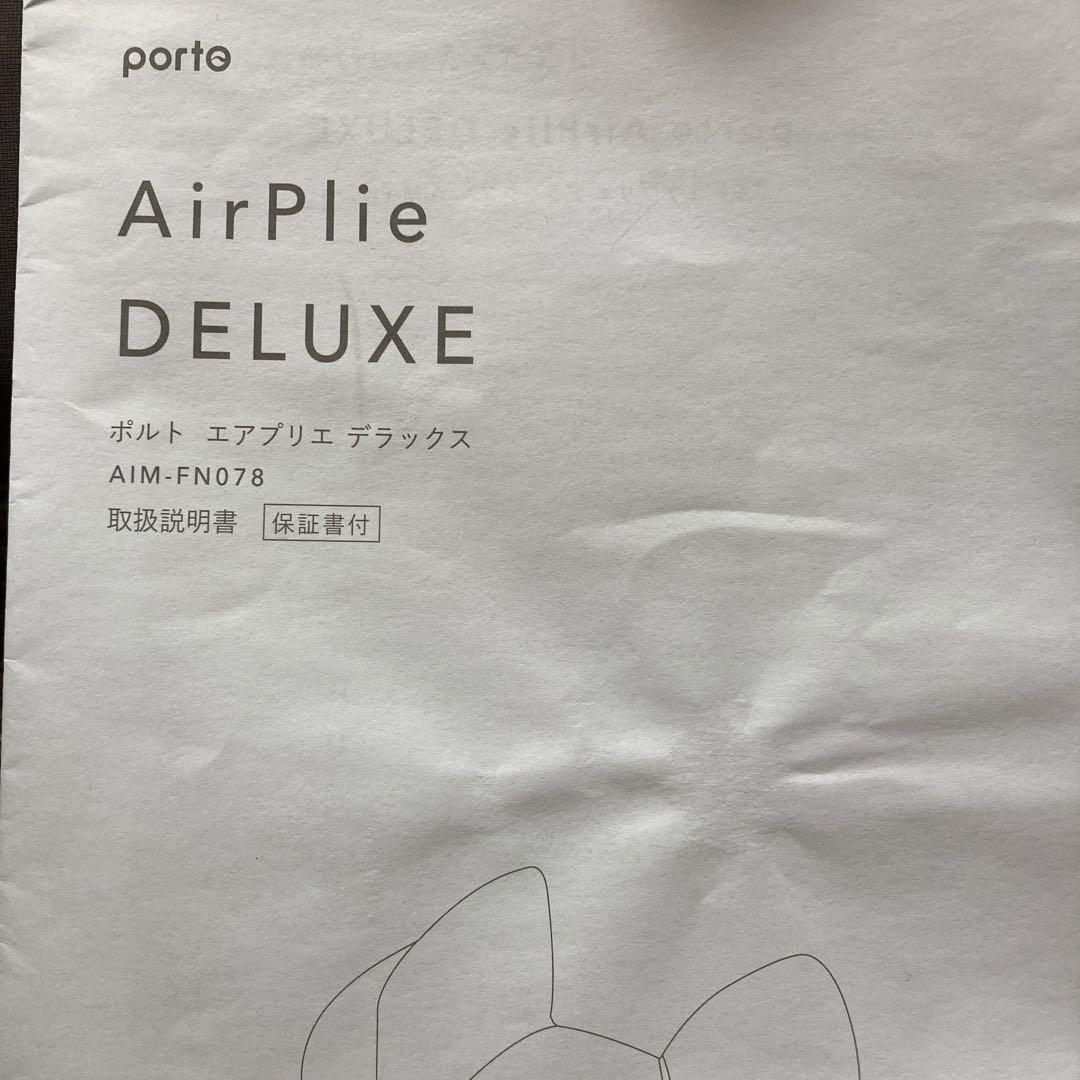 porto
AirPlie
DELUXE
ポルト エアプリエ デラックス
AIM-FN078
取扱説明書 保証書付